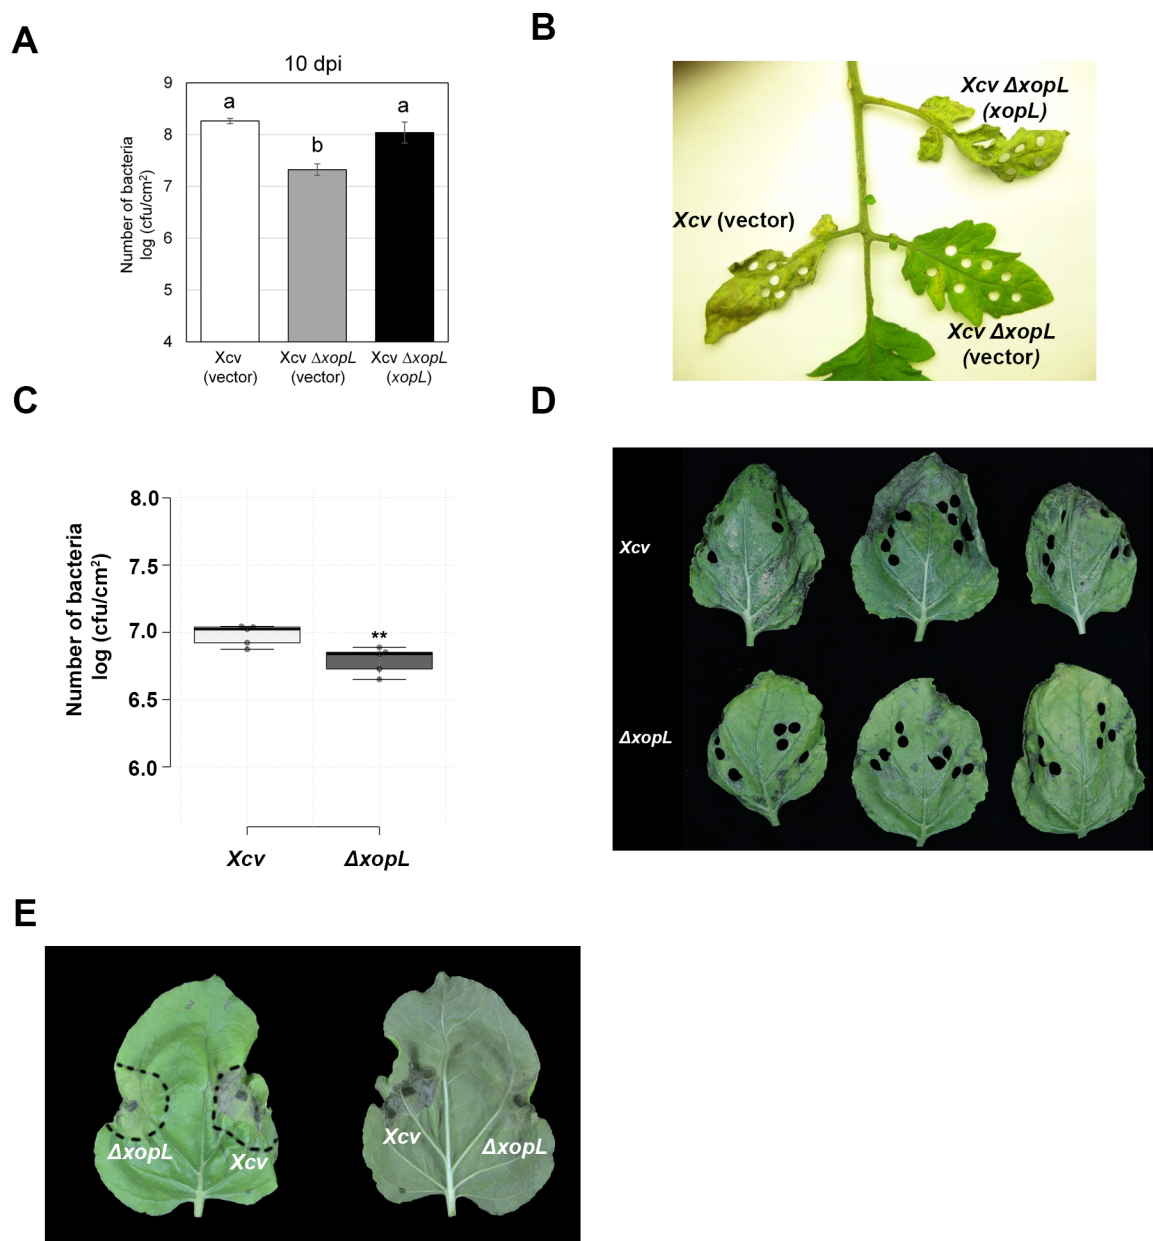 A
10 dpi
Number of bacteria
log (cfu/cm²)
9
8
7
6
5
4
a
b
a
Xcv
(vector)
Xcv ΔxopL
(vector)
Xcv ΔxopL
(xopL)
B
Xcv ΔxopL
(xopL)
Xcv (vector)
Xcv ΔxopL
(vector)
C
Number of bacteria
log (cfu/cm²)
8.0
7.5
7.0
6.5
6.0
**
Xcv
ΔxopL
D
Xcv
ΔxopL
E
ΔxopL
Xcv
Xcv
ΔxopL